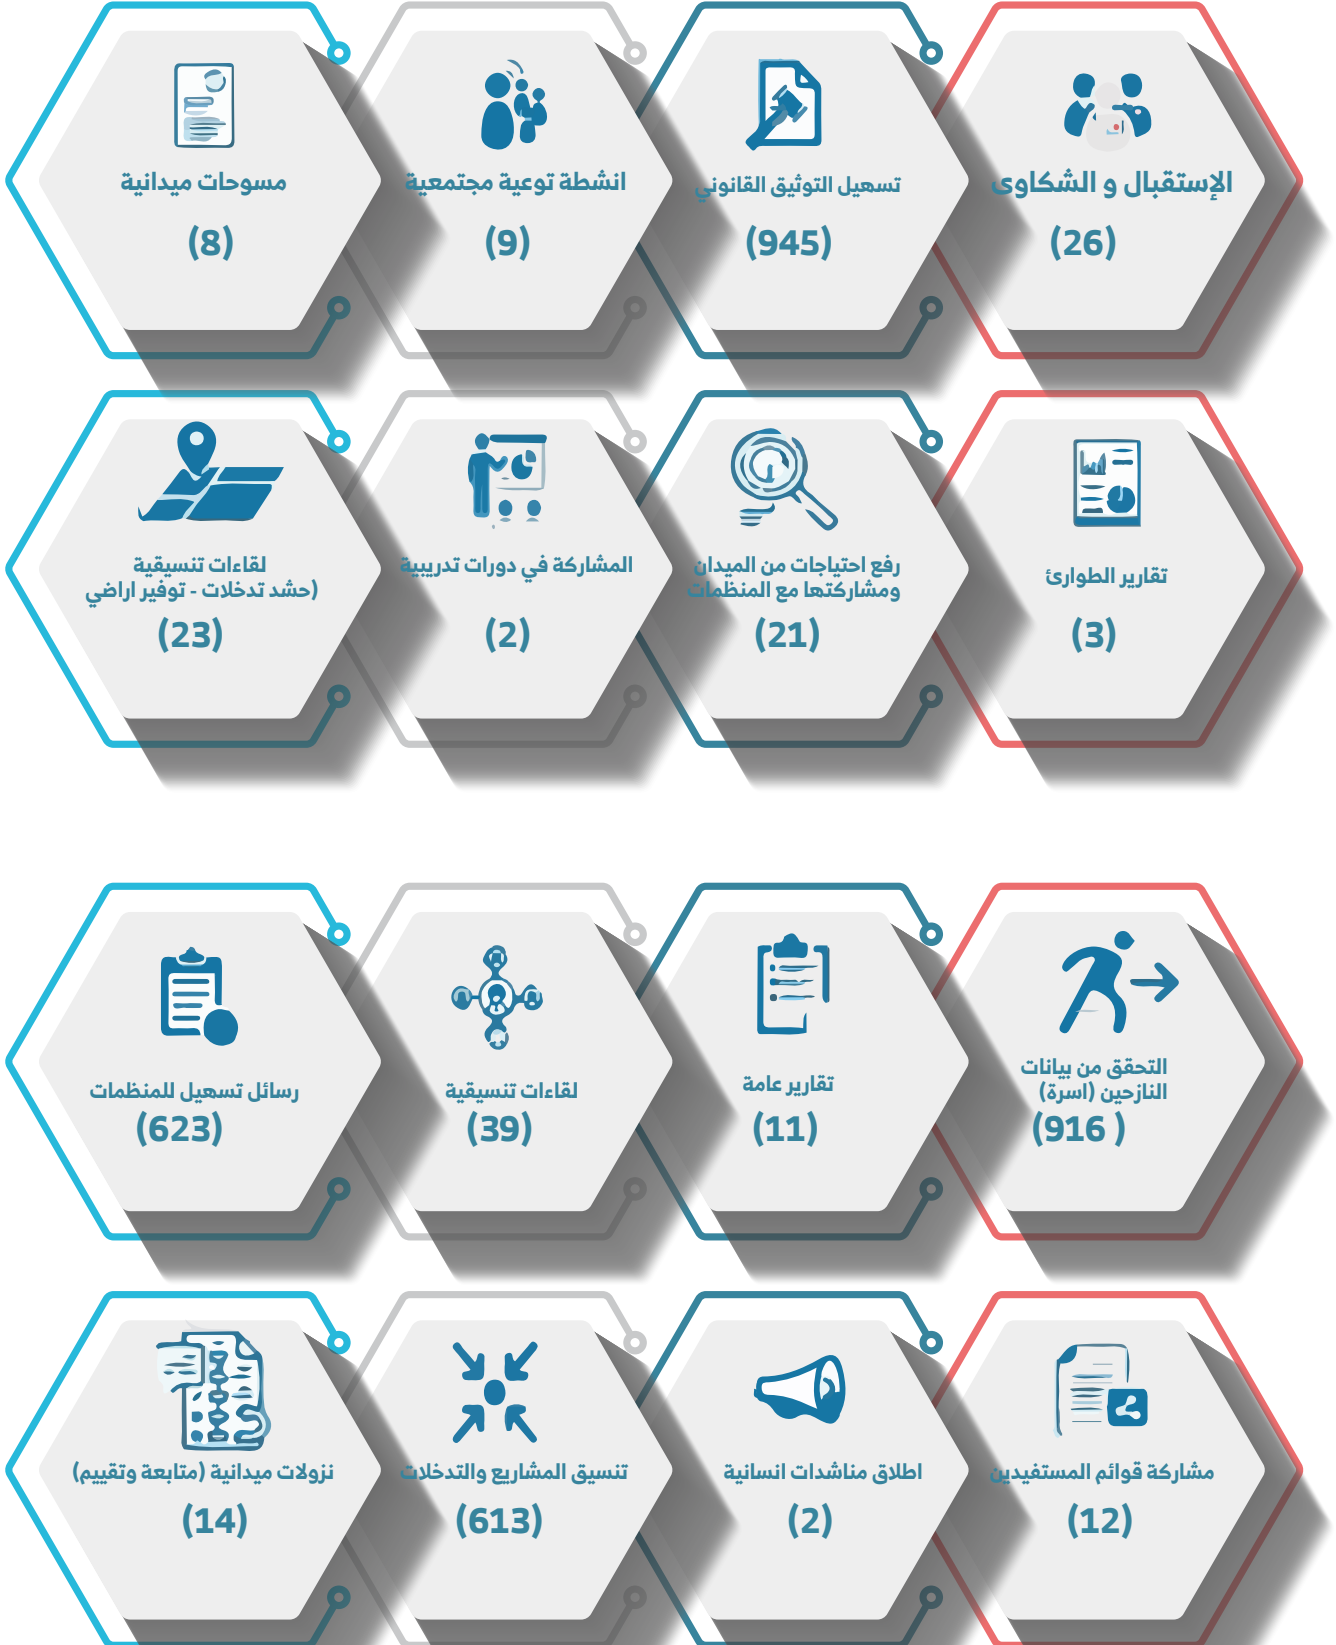 الإستقبال و الشكاوى
(26)
تسهيل التوثيق القانوني
(945)
انشطة توعية مجتمعية
(9)
مسوحات ميدانية
(8)
تقارير الطوارئ
(3)
رفع احتياجات من الميدان
ومشاركتها مع المنظمات
(21)
المشاركة في دورات تدريبية
(2)
لقاءات تنسيقية
(حشد تدخلات - توفير اراضي
(23)
التحقق من بيانات
النازحين (اسرة)
(916 )
تقارير عامة
(11)
لقاءات تنسيقية
(39)
رسائل تسهيل للمنظمات
(623)
مشاركة قوائم المستفيدين
(12)
اطلاق مناشدات انسانية
(2)
تنسيق المشاريع والتدخلات
(613)
نزولات ميدانية (متابعة وتقييم)
(14)